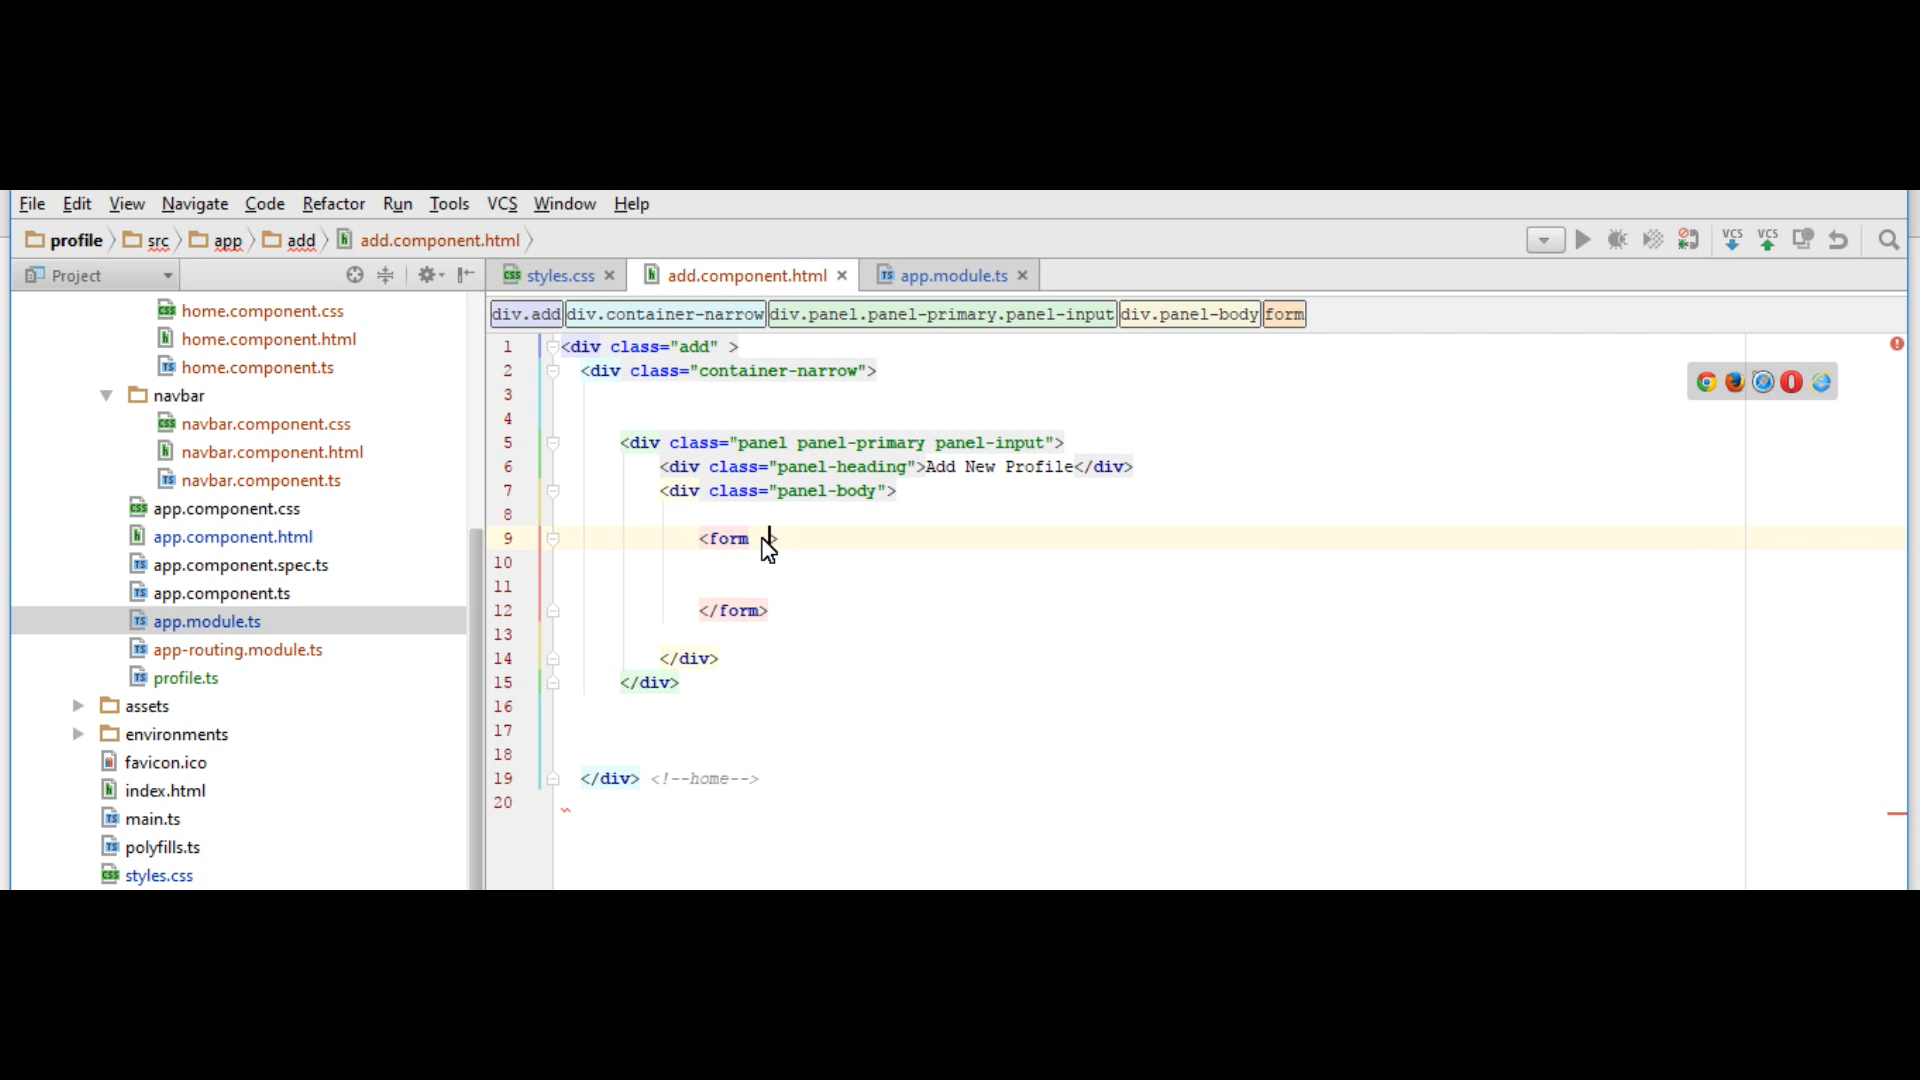 File Edit View Navigate Code Refactor Run Tools VCS Window Help
profile src app add add.component.html
VCS VCS
Project
styles.css add.component.html app.module.ts
div.add div.container-narrow div.panel.panel-primary.panel-input div.panel-body form
home.component.css
home.component.html
home.component.ts
navbar
navbar.component.css
navbar.component.html
navbar.component.ts
app.component.css
app.component.html
app.component.spec.ts
app.component.ts
app.module.ts
app-routing.module.ts
profile.ts
assets
environments
favicon.ico
index.html
main.ts
polyfills.ts
styles.css
1 <div class="add" >
2 <div class="container-narrow">
3
4
5 <div class="panel panel-primary panel-input">
6 <div class="panel-heading">Add New Profile</div>
7 <div class="panel-body">
8
9 <form >
10
11
12 </form>
13
14 </div>
15 </div>
16
17
18
19 </div> <!--home-->
20